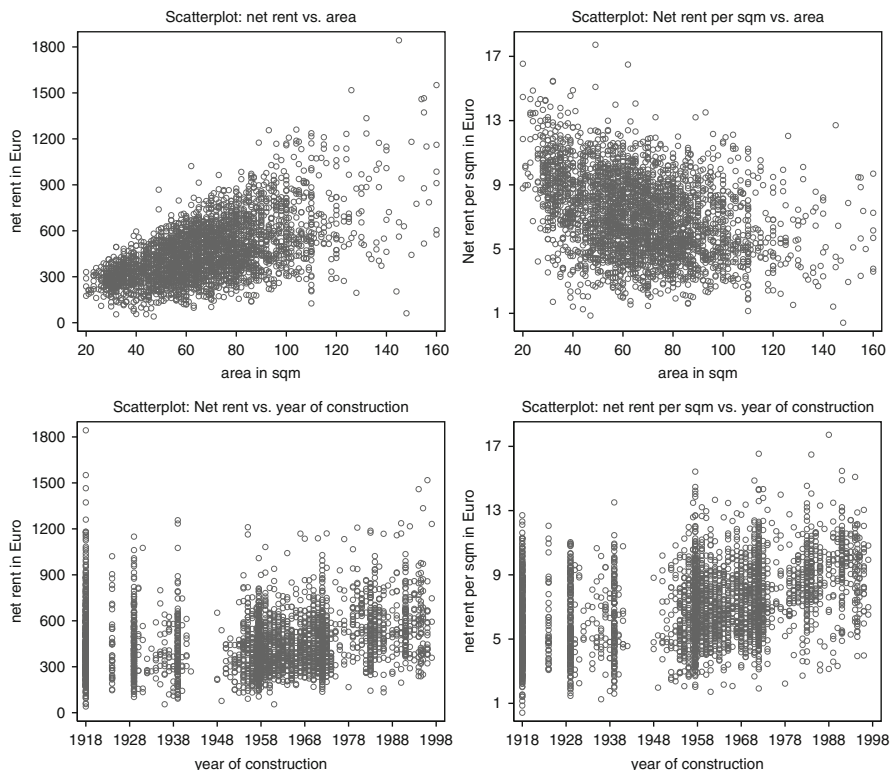 Scatterplot: net rent vs. area
1800
1500
1200
900
600
300
0
net rent in Euro
20 40 60 80 100 120 140 160
area in sqm
Scatterplot: Net rent per sqm vs. area
17
13
9
5
1
Net rent per sqm in Euro
20 40 60 80 100 120 140 160
area in sqm
Scatterplot: Net rent vs. year of construction
1800
1500
1200
900
600
300
0
net rent in Euro
1918 1928 1938 1948 1958 1968 1978 1988 1998
year of construction
Scatterplot: net rent per sqm vs. year of construction
17
13
9
5
1
net rent per sqm in Euro
1918 1928 1938 1948 1958 1968 1978 1988 1998
year of construction